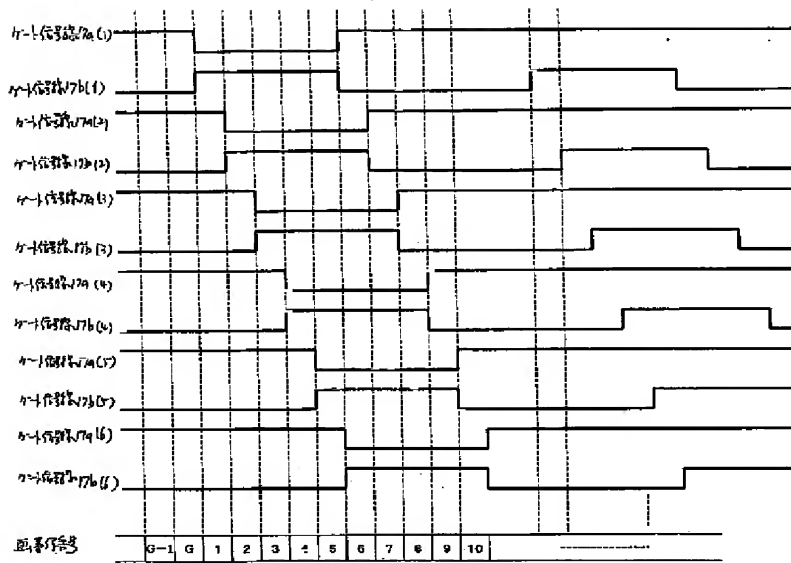 ゲート信号線17a(1)
ゲート信号線17b(1)
ゲート信号線17a(2)
ゲート信号線17b(2)
ゲート信号線17a(3)
ゲート信号線17b(3)
ゲート信号線17a(4)
ゲート信号線17b(4)
ゲート信号線17a(5)
ゲート信号線17b(5)
ゲート信号線17a(6)
ゲート信号線17b(6)
G-1 G 1 2 3 4 5 6 7 8 9 10